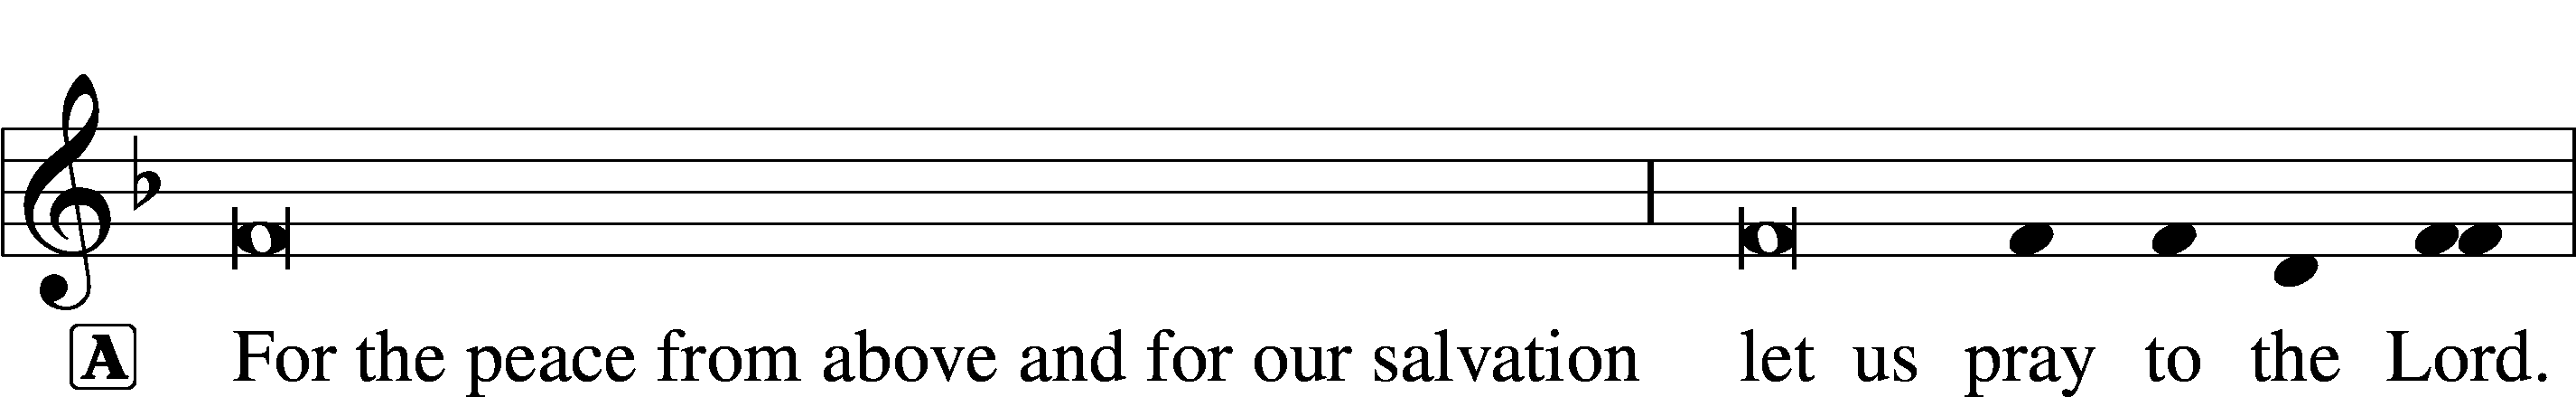 A For the peace from above and for our salvation let us pray to the Lord.